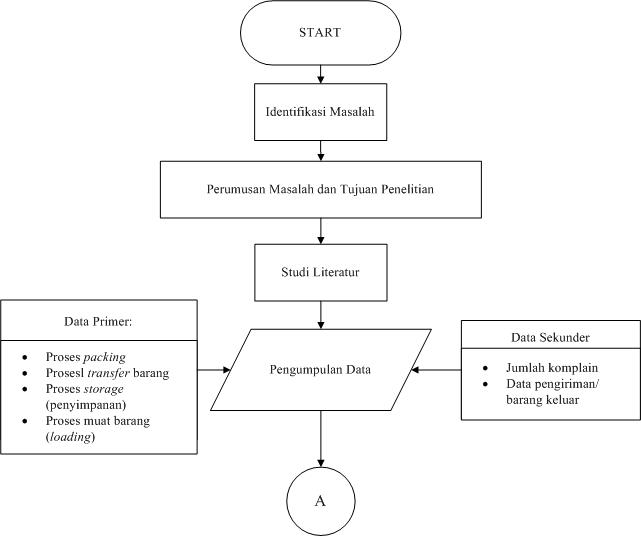 START
Identifikasi Masalah
Perumusan Masalah dan Tujuan Penelitian
Studi Literatur
Data Primer:
• Proses packing
• Prosesl transfer barang
• Proses storage
(penyimpanan)
• Proses muat barang
(loading)
Pengumpulan Data
Data Sekunder
• Jumlah komplain
• Data pengiriman/
barang keluar
A